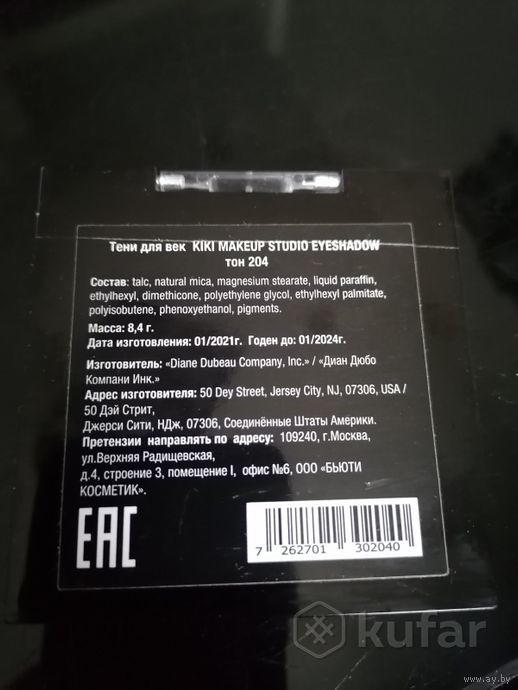 Тени для век KIKI MAKEUP STUDIO EYESHADOW
тон 204
Состав: talc, natural mica, magnesium stearate, liquid paraffin,
ethylhexyl, dimethicone, polyethylene glycol, ethylhexyl palmitate,
polyisobutene, phenoxyethanol, pigments.
Масса: 8,4 г.
Дата изготовления: 01/2021г. Годен до: 01/2024г.
Изготовитель: «Diane Dubeau Company, Inc.» / «Диан Дюбо
Компани Инк.»
Адрес изготовителя: 50 Dey Street, Jersey City, NJ, 07306, USA /
50 Дэй Стрит,
Джерси Сити, НДж, 07306, Соединённые Штаты Америки.
Претензии направлять по адресу: 109240, г.Москва,
ул.Верхняя Радищевская,
д.4, строение 3, помещение I, офис №6, ООО «БЬЮТИ
КОСМЕТИК».
EAC
7 262701 302040
kufar
www.ay.by